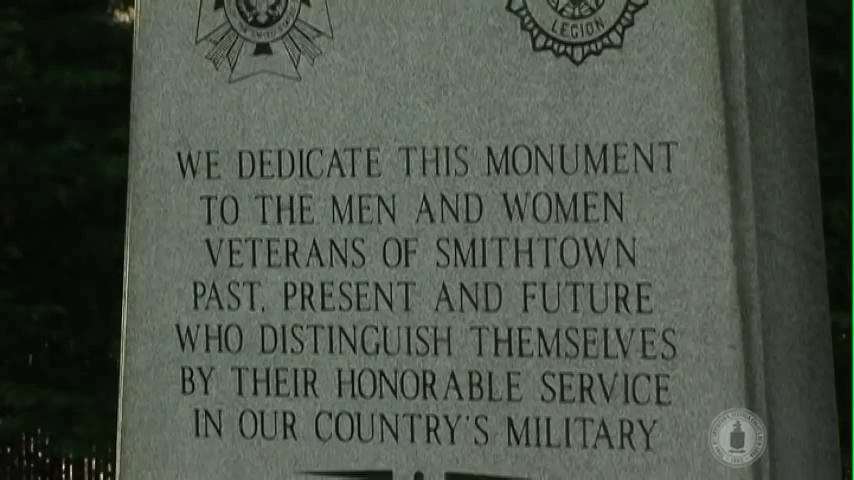 LEGION
WE DEDICATE THIS MONUMENT
TO THE MEN AND WOMEN
VETERANS OF SMITHTOWN
PAST, PRESENT AND FUTURE
WHO DISTINGUISH THEMSELVES
BY THEIR HONORABLE SERVICE
IN OUR COUNTRY'S MILITARY